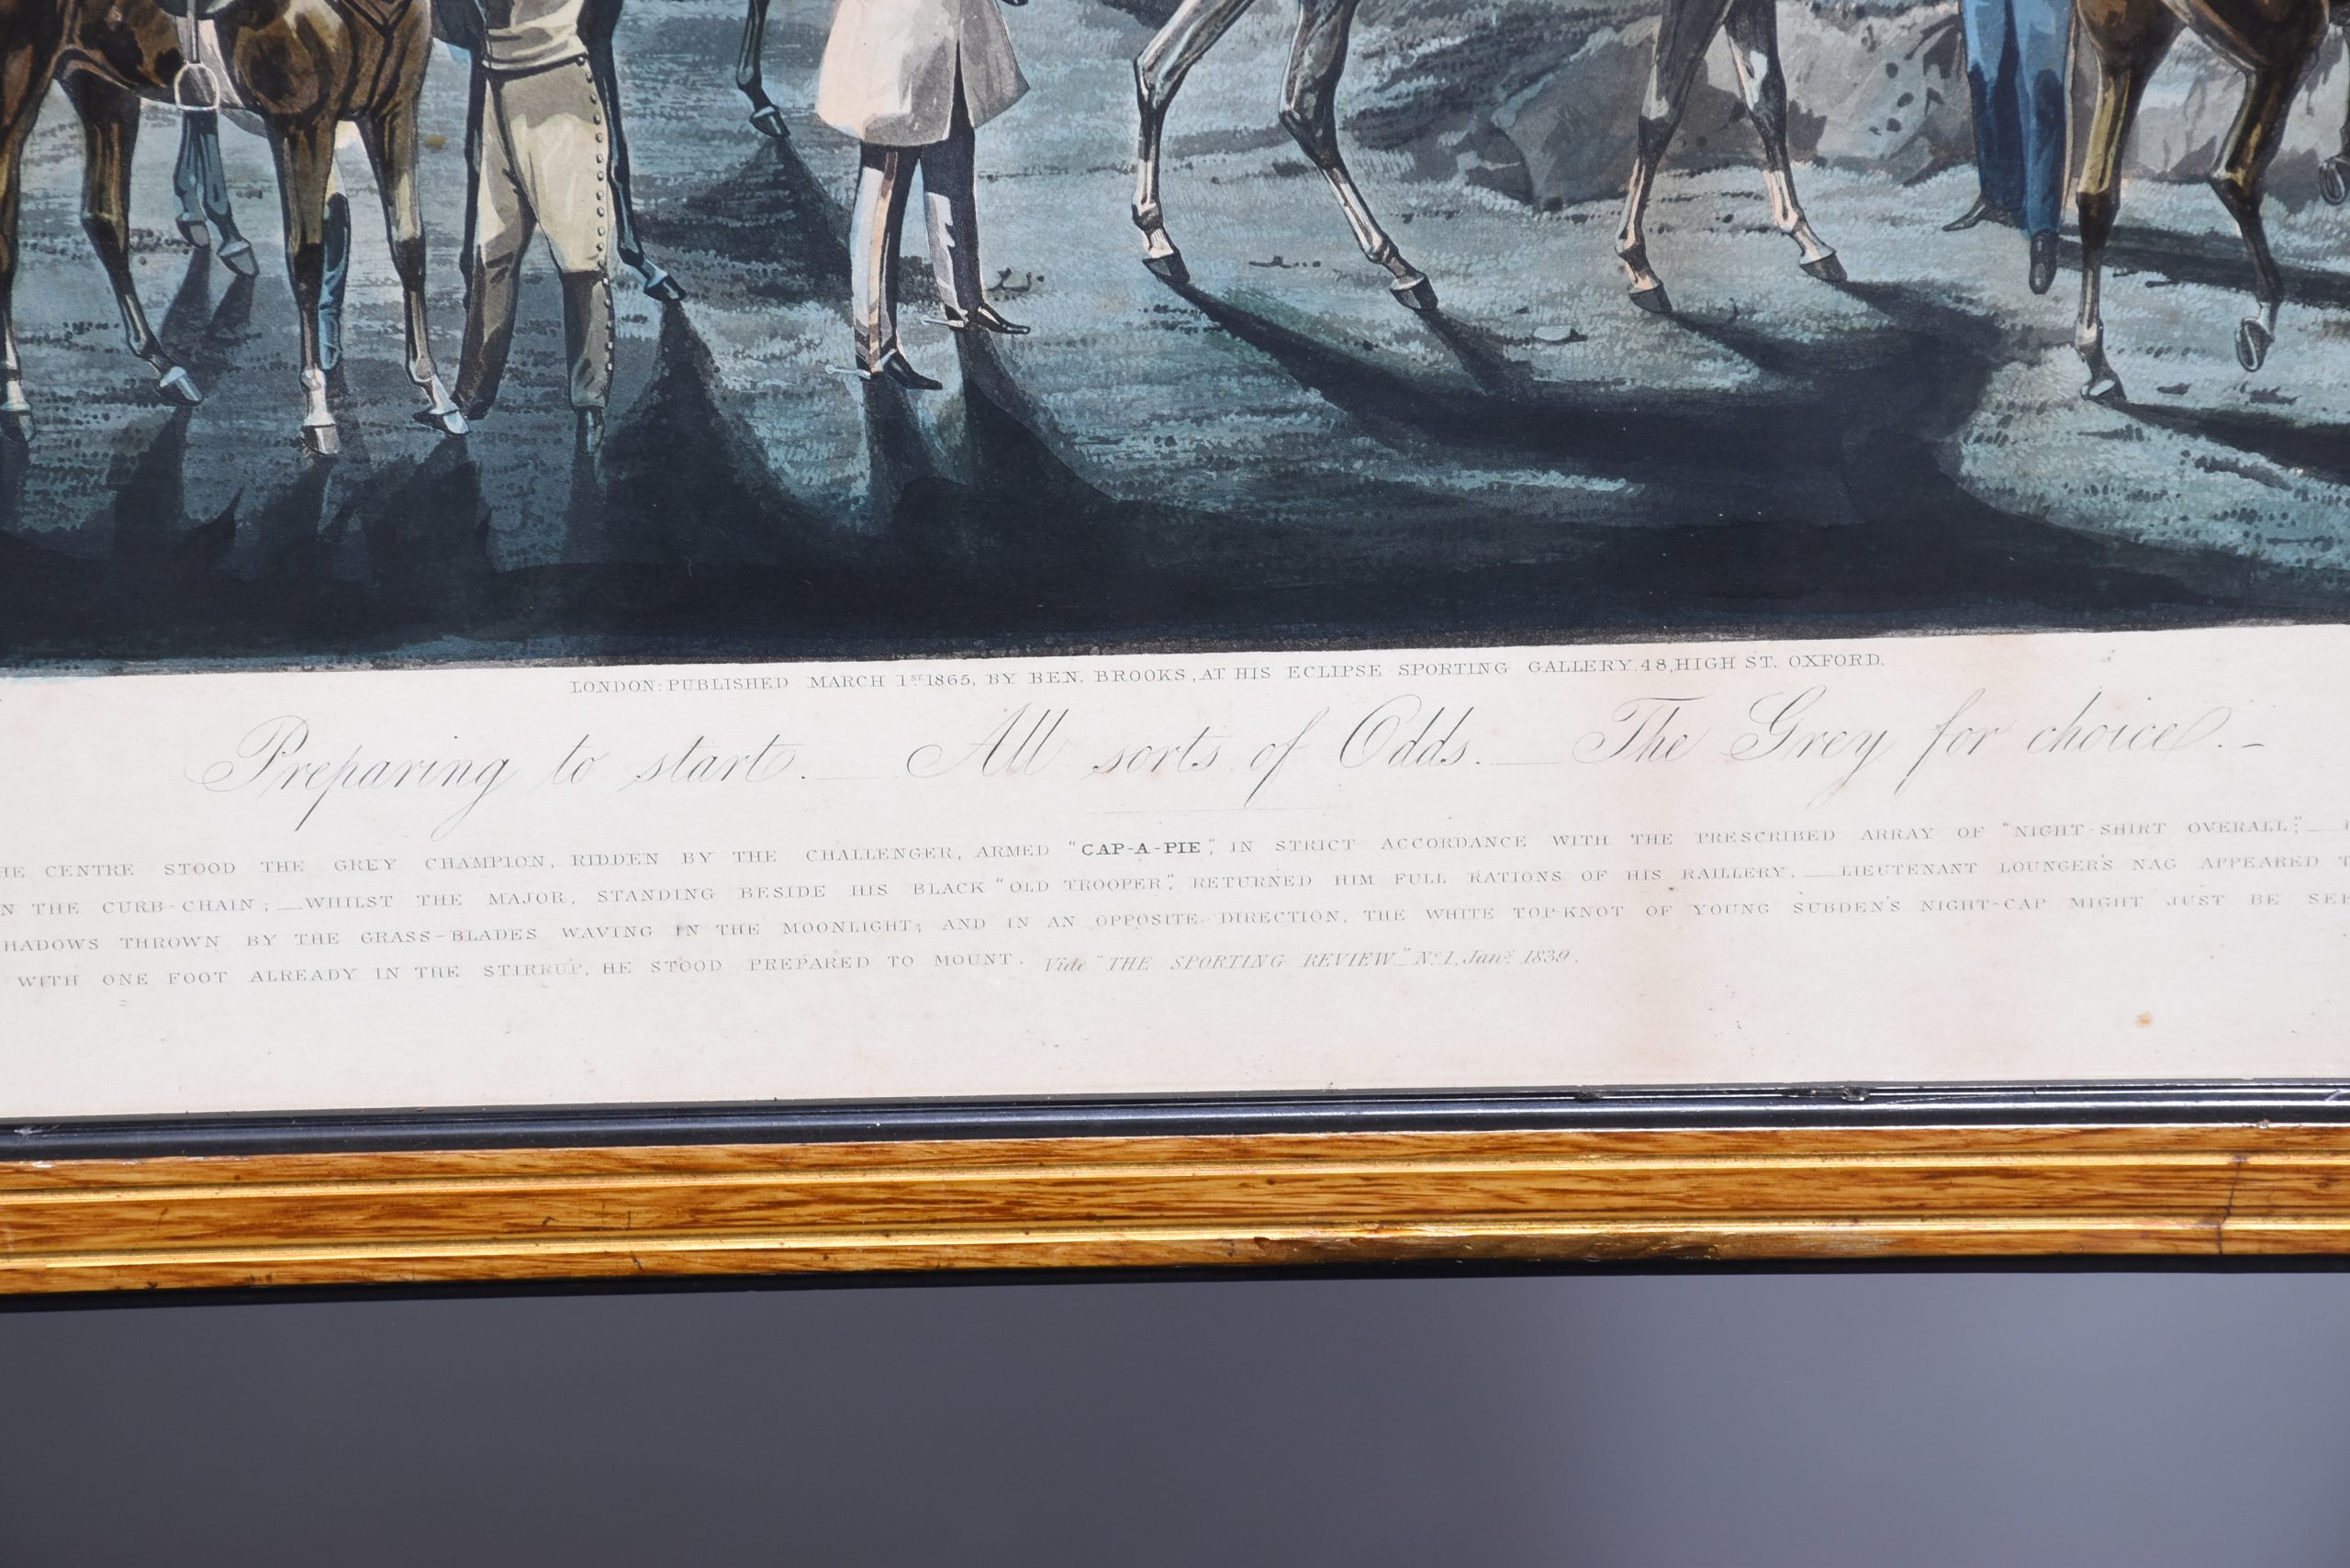 LONDON: PUBLISHED MARCH 1ST 1865, BY BEN. BROOKS, AT HIS ECLIPSE SPORTING GALLERY. 48, HIGH ST. OXFORD.
Preparing to start. — All sorts of Odds. — The Grey for choice. —
HE CENTRE STOOD THE GREY CHAMPION, RIDDEN BY THE CHALLENGER, ARMED "CAP-A-PIE", IN STRICT ACCORDANCE WITH THE PRESCRIBED ARRAY OF "NIGHT-SHIRT OVERALL"; —
N THE CURB-CHAIN; — WHILST THE MAJOR, STANDING BESIDE HIS BLACK "OLD TROOPER", RETURNED HIM FULL RATIONS OF HIS RAILLERY. — LIEUTENANT LOUNGER'S NAG APPEARED T
HADOWS THROWN BY THE GRASS-BLADES WAVING IN THE MOONLIGHT; AND IN AN OPPOSITE DIRECTION, THE WHITE TOP-KNOT OF YOUNG SUBDEN'S NIGHT-CAP MIGHT JUST BE SEE
WITH ONE FOOT ALREADY IN THE STIRRUP, HE STOOD PREPARED TO MOUNT. Vide "THE SPORTING REVIEW" No. 1, Jany. 1839.